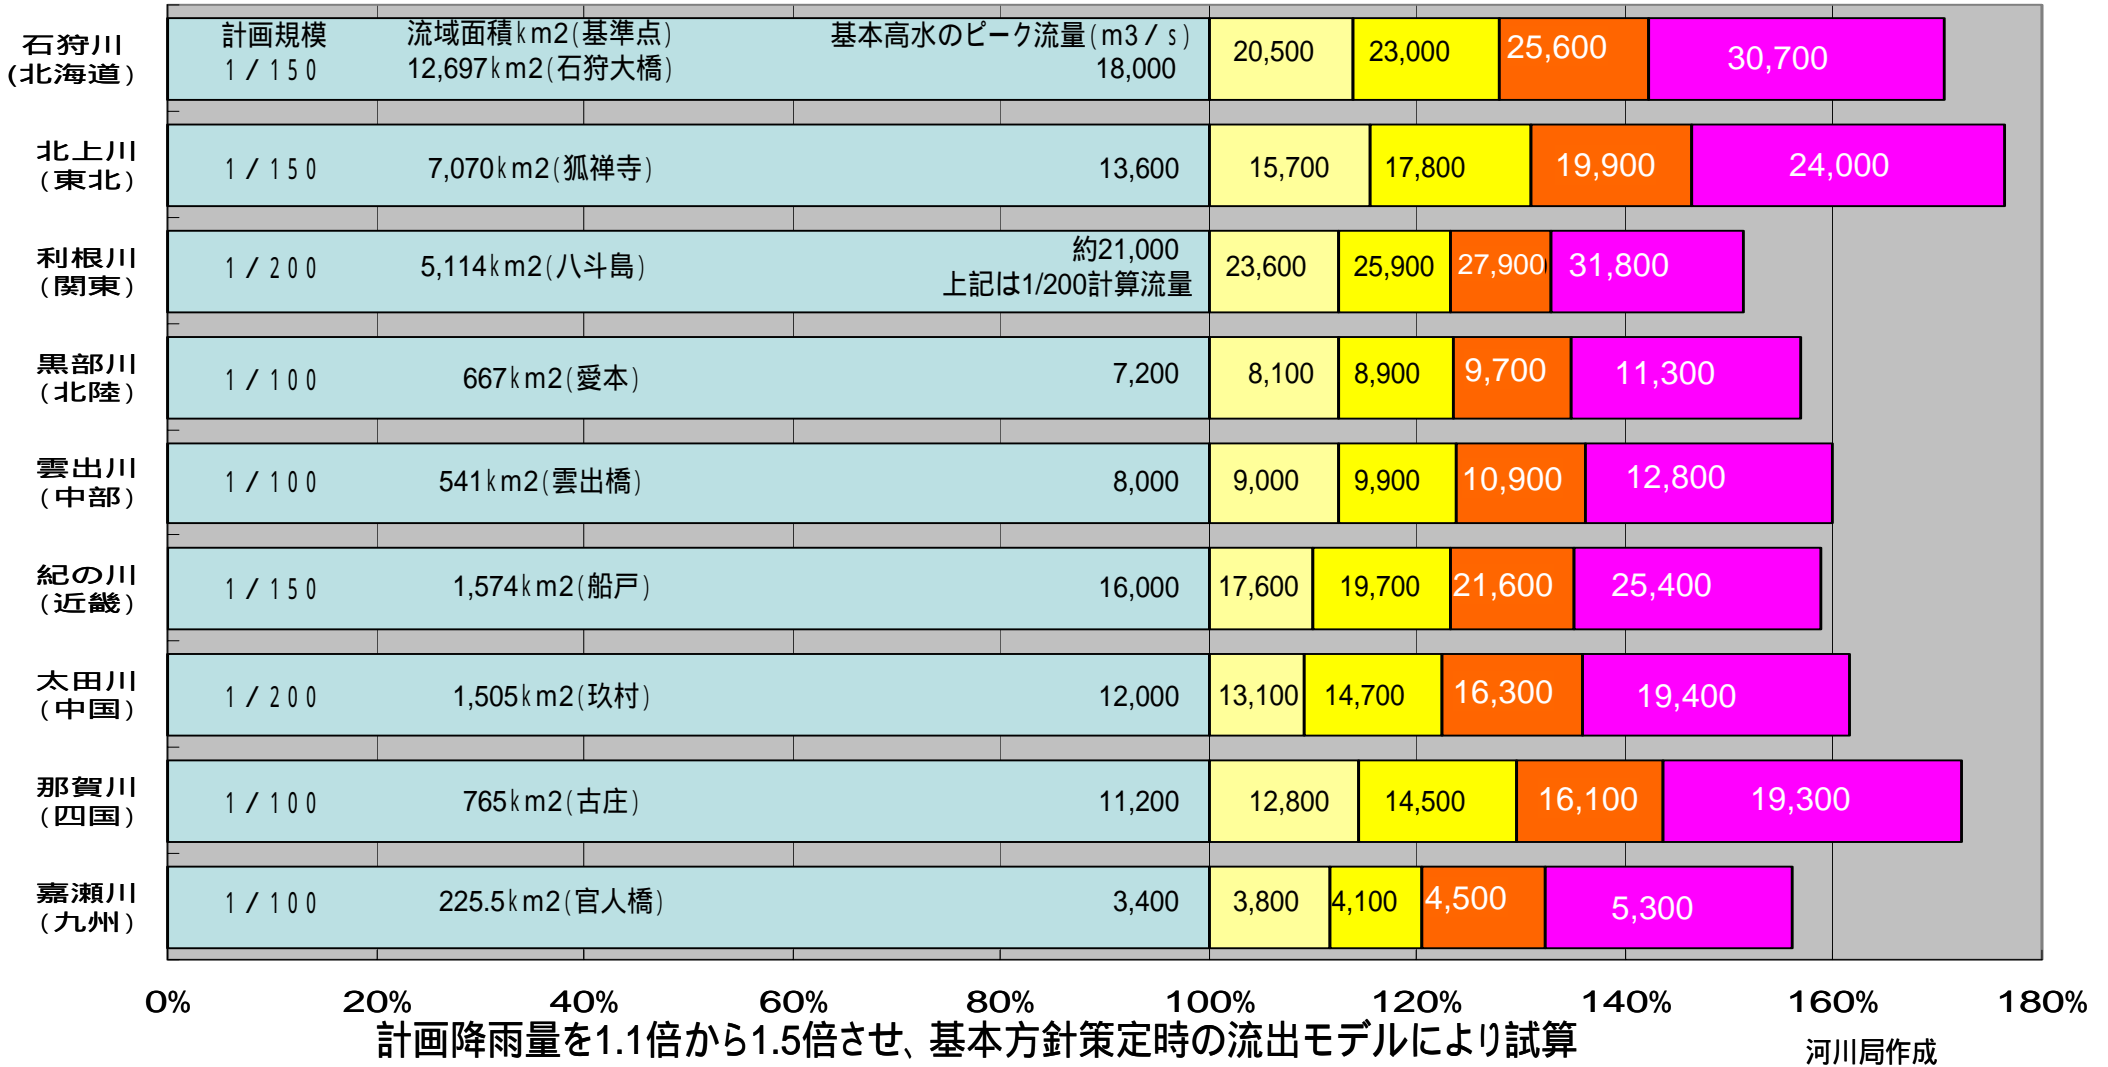 石狩川
(北海道)
計画規模 流域面積km2(基準点) 基本高水のピーク流量(m3/s)
1/150 12,697km2(石狩大橋) 18,000 20,500 23,000 25,600 30,700
北上川
(東北)
1/150 7,070km2(狐禅寺) 13,600 15,700 17,800 19,900 24,000
利根川
(関東)
1/200 5,114km2(八斗島) 約21,000 23,600 25,900 27,900 31,800
上記は1/200計算流量
黒部川
(北陸)
1/100 667km2(愛本) 7,200 8,100 8,900 9,700 11,300
雲出川
(中部)
1/100 541km2(雲出橋) 8,000 9,000 9,900 10,900 12,800
紀の川
(近畿)
1/150 1,574km2(船戸) 16,000 17,600 19,700 21,600 25,400
太田川
(中国)
1/200 1,505km2(玖村) 12,000 13,100 14,700 16,300 19,400
那賀川
(四国)
1/100 765km2(古庄) 11,200 12,800 14,500 16,100 19,300
嘉瀬川
(九州)
1/100 225.5km2(官人橋) 3,400 3,800 4,100 4,500 5,300
0% 20% 40% 60% 80% 100% 120% 140% 160% 180%
計画降雨量を1.1倍から1.5倍させ、基本方針策定時の流出モデルにより試算
河川局作成